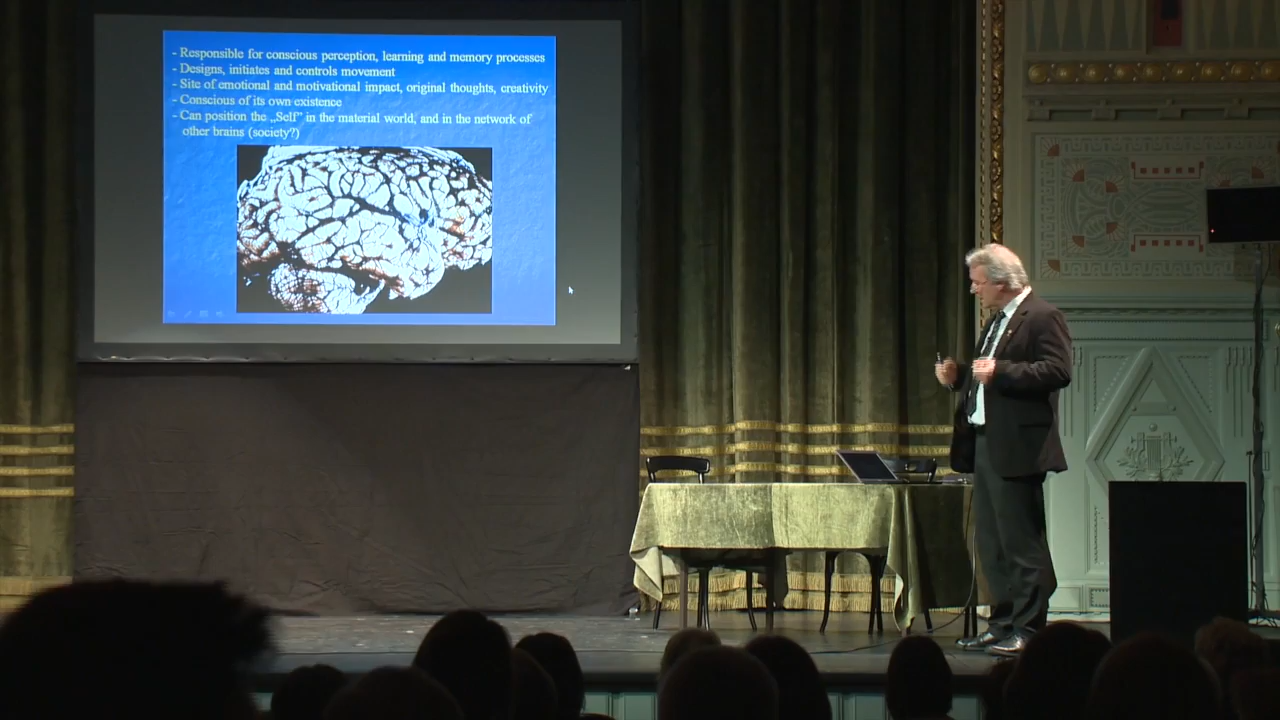 - Responsible for conscious perception, learning and memory processes
- Designs, initiates and controls movement
- Site of emotional and motivational impact, original thoughts, creativity
- Conscious of its own existence
- Can position the „Self” in the material world, and in the network of
other brains (society?)